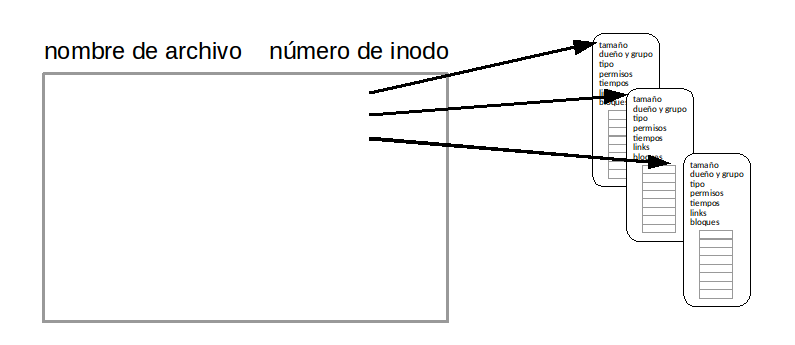 nombre de archivo número de inodo
tamaño
dueño y grupo
tipo
permisos
tiempos
bloques
tamaño
dueño y grupo
tipo
permisos
tiempos
links
bloques
tamaño
dueño y grupo
tipo
permisos
tiempos
links
bloques